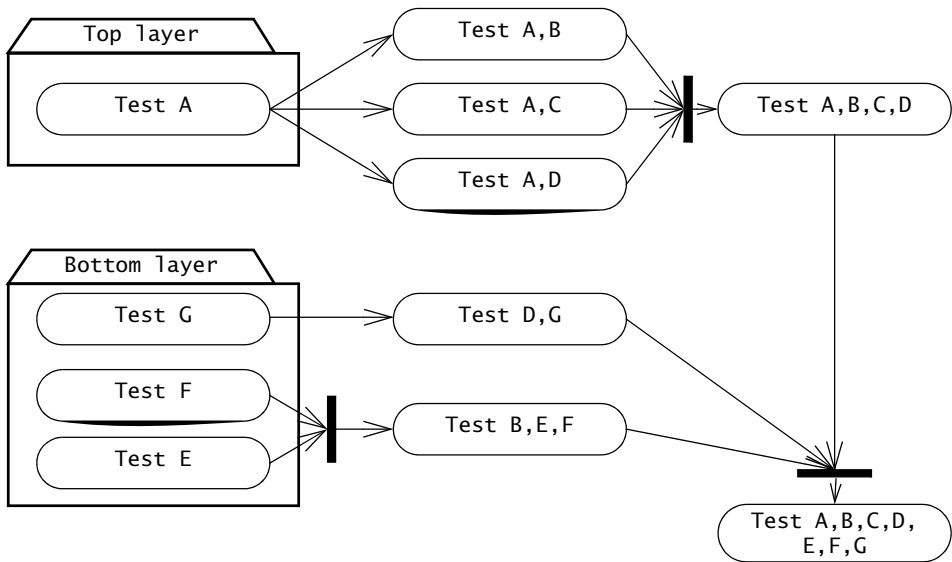 Top layer
Test A
Test A,B
Test A,C
Test A,D
Test A,B,C,D
Bottom layer
Test G
Test F
Test E
Test D,G
Test B,E,F
Test A,B,C,D,
E,F,G